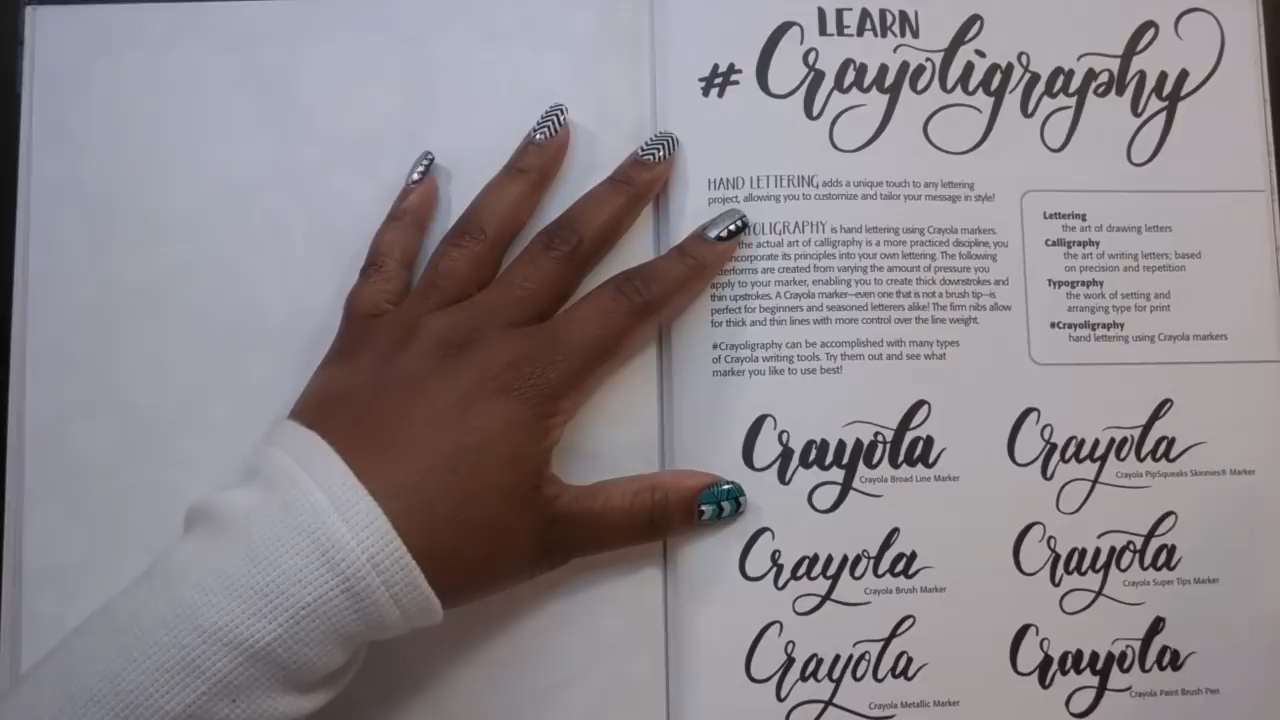 LEARN
#Crayoligraphy
HAND LETTERING adds a unique touch to any lettering
project, allowing you to customize and tailor your message in style!
YOLIGRAPHY is hand lettering using Crayola markers.
the actual art of calligraphy is a more practiced discipline, you
incorporate its principles into your own lettering. The following
terforms are created from varying the amount of pressure you
apply to your marker, enabling you to create thick downstrokes and
thin upstrokes. A Crayola marker—even one that is not a brush tip—is
perfect for beginners and seasoned letterers alike! The firm nibs allow
for thick and thin lines with more control over the line weight.
#Crayoligraphy can be accomplished with many types
of Crayola writing tools. Try them out and see what
marker you like to use best!
Lettering
the art of drawing letters
Calligraphy
the art of writing letters; based
on precision and repetition
Typography
the work of setting and
arranging type for print
#Crayoligraphy
hand lettering using Crayola markers
Crayola
Crayola Broad Line Marker
Crayola
Crayola PipSqueaks Skinnies® Marker
Crayola
Crayola Brush Marker
Crayola
Crayola Super Tips Marker
Crayola
Crayola Metallic Marker
Crayola
Crayola Paint Brush Pen